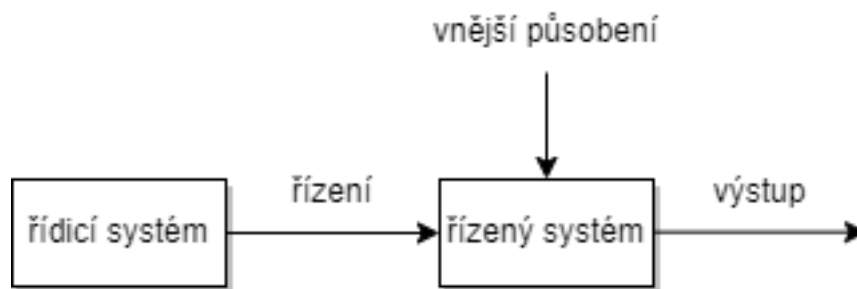 vnější působení
řídicí systém
řízení
řízený systém
výstup